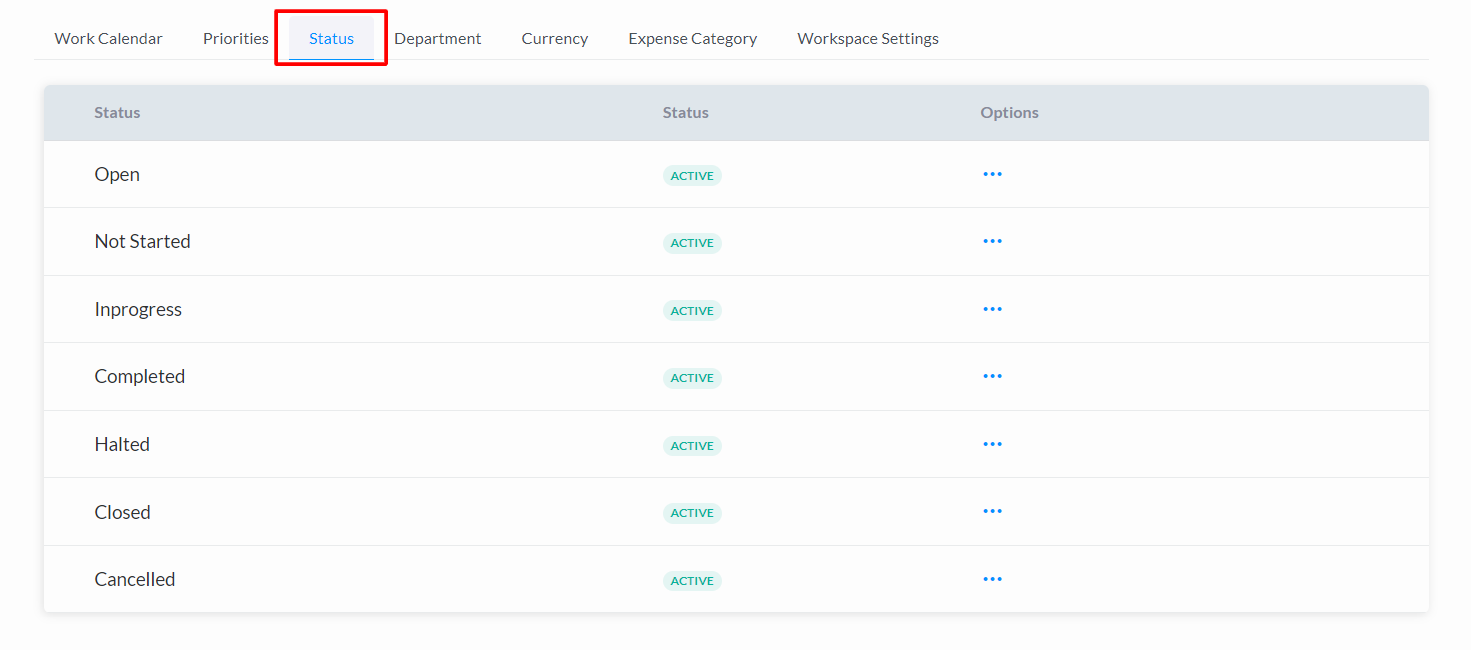 Work Calendar Priorities Status Department Currency Expense Category Workspace Settings
Status Status Options
Open ACTIVE
Not Started ACTIVE
Inprogress ACTIVE
Completed ACTIVE
Halted ACTIVE
Closed ACTIVE
Cancelled ACTIVE